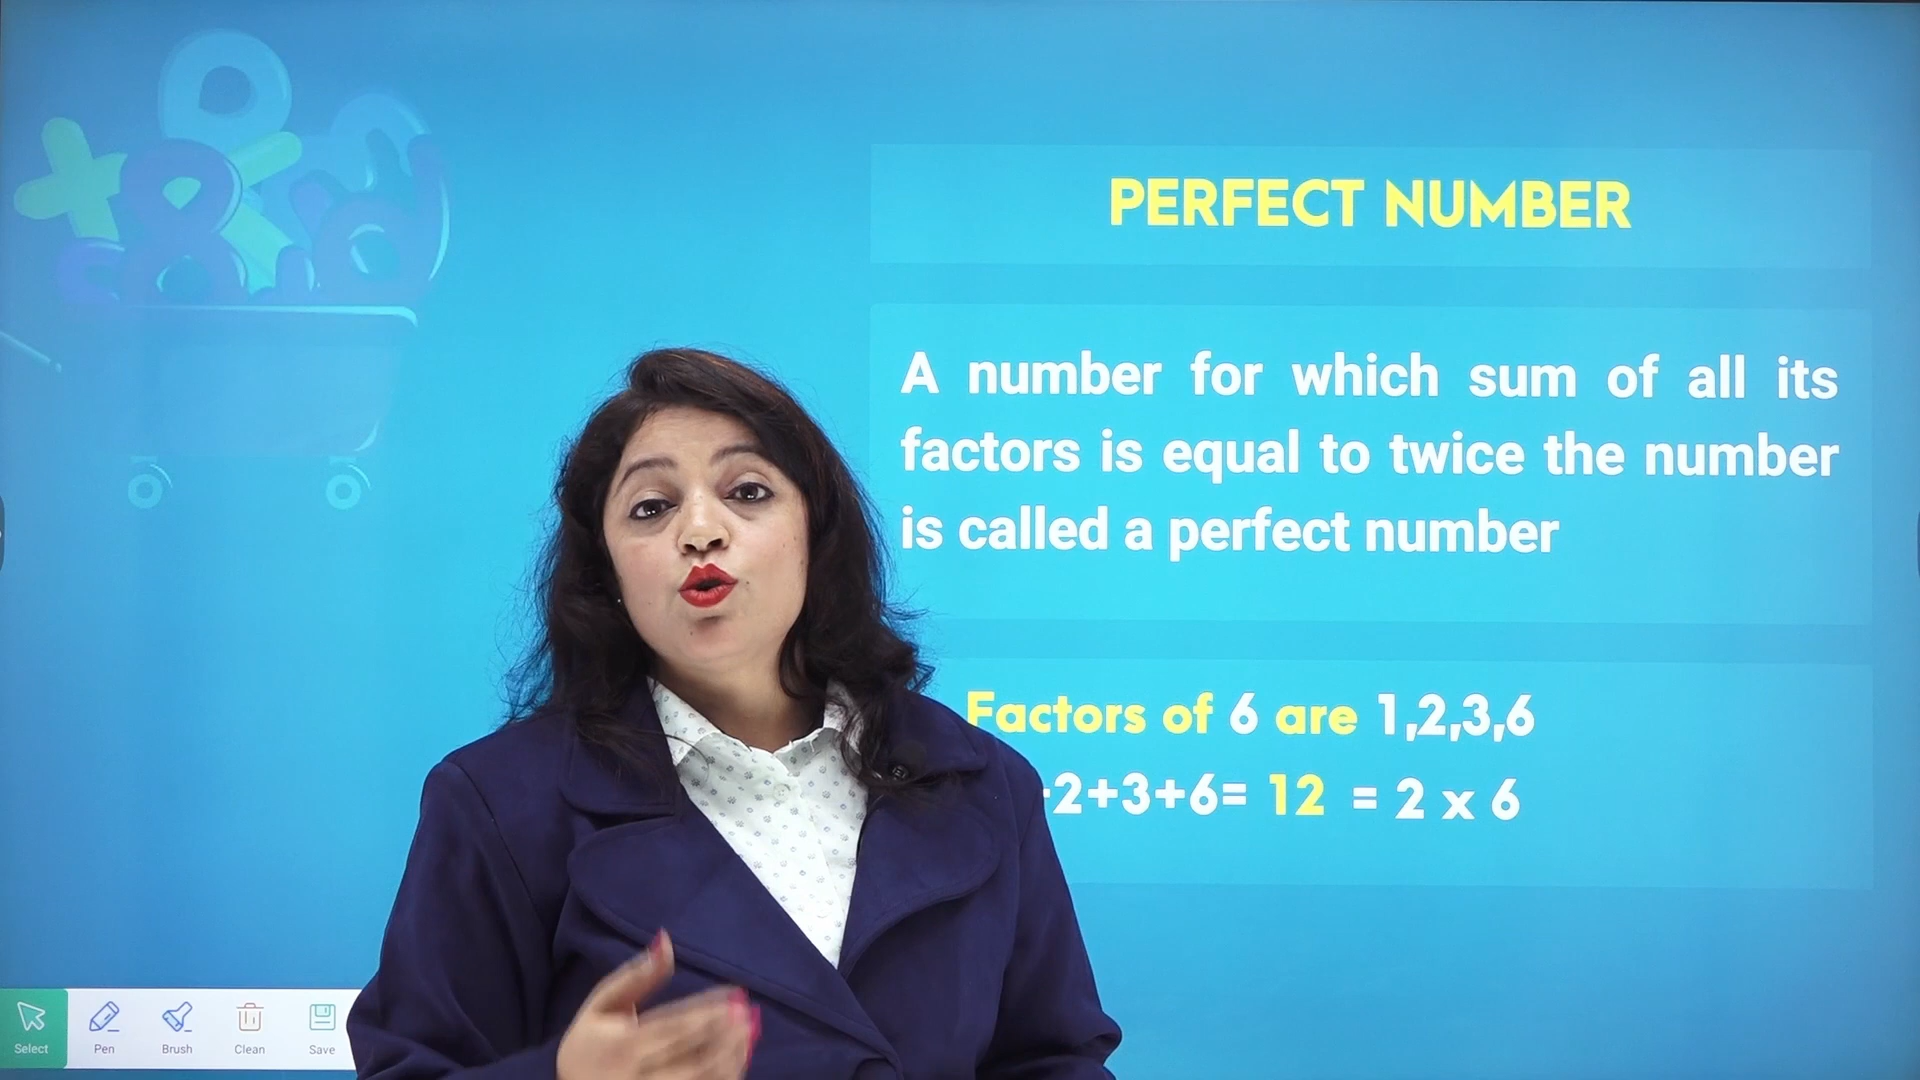 PERFECT NUMBER
A number for which sum of all its
factors is equal to twice the number
is called a perfect number
Factors of 6 are 1,2,3,6
2+3+6= 12 = 2 x 6
Select Pen Brush Clean Save